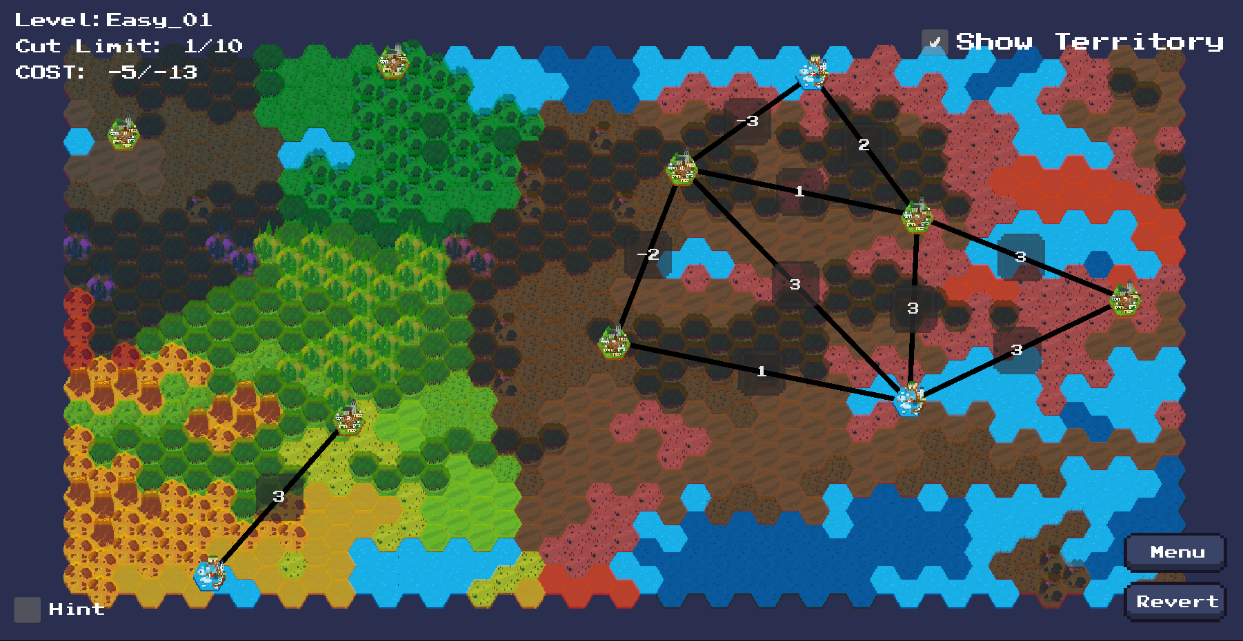 Level:Easy_01
Cut Limit: 1/10
COST: -5/-13
✓ Show Territory
-3
2
1
-2
3
3
3
3
1
3
Menu
Revert
Hint